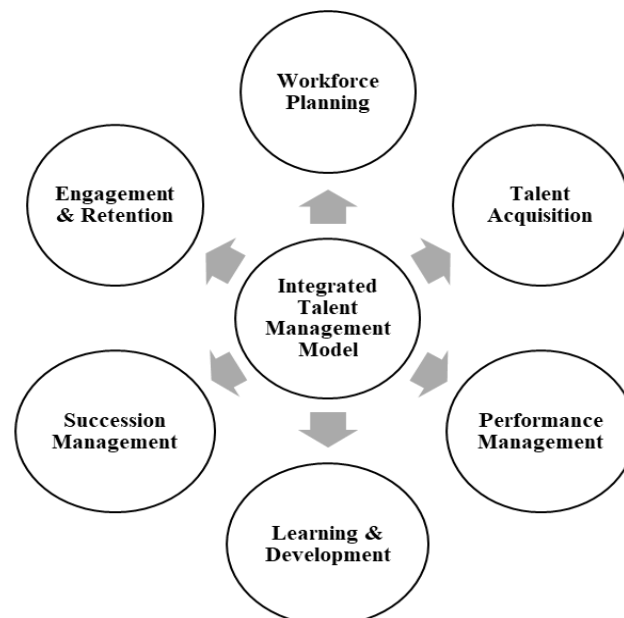 Workforce
Planning
Engagement
& Retention
Talent
Acquisition
Integrated
Talent
Management
Model
Succession
Management
Performance
Management
Learning &
Development